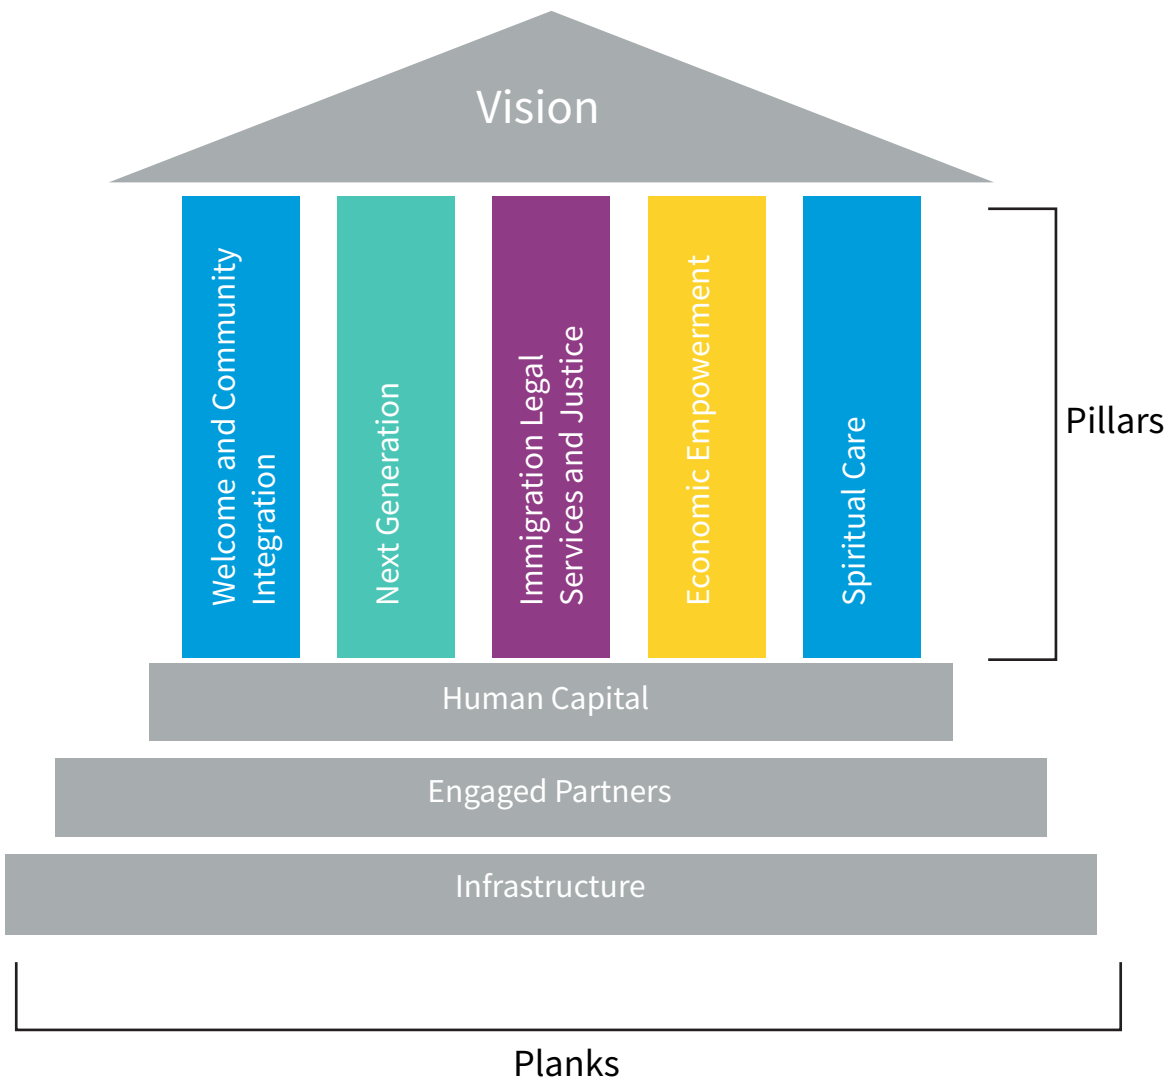 Vision
Welcome and Community
Integration
Next Generation
Immigration Legal
Services and Justice
Economic Empowerment
Spiritual Care
Pillars
Human Capital
Engaged Partners
Infrastructure
Planks